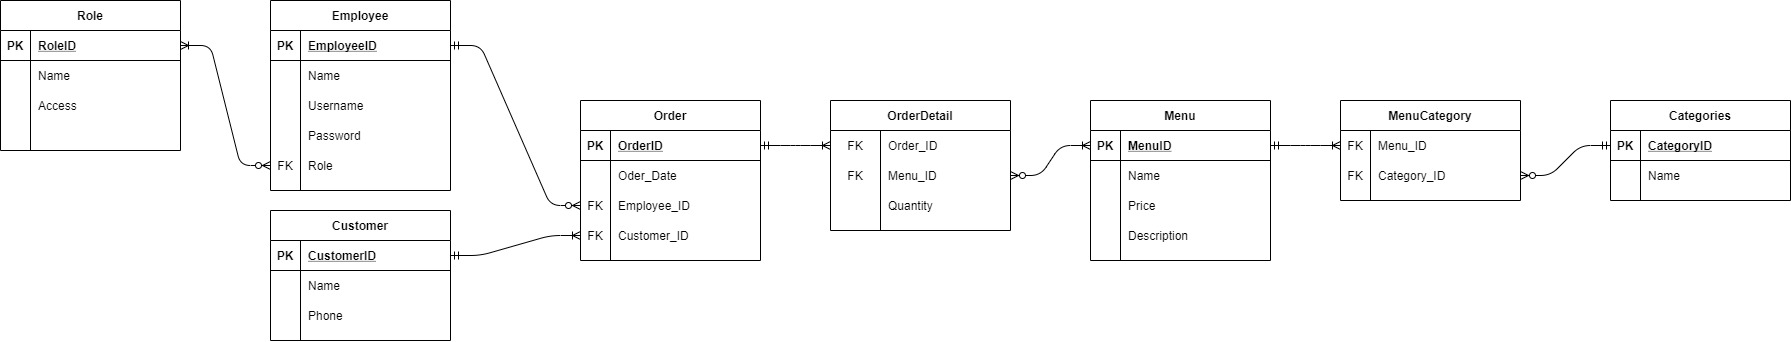 Role
PK RoleID
Name
Access
Employee
PK EmployeeID
Name
Username
Password
FK Role
Customer
PK CustomerID
Name
Phone
Order
PK OrderID
Oder_Date
FK Employee_ID
FK Customer_ID
OrderDetail
FK Order_ID
FK Menu_ID
Quantity
Menu
PK MenuID
Name
Price
Description
MenuCategory
FK Menu_ID
FK Category_ID
Categories
PK CategoryID
Name